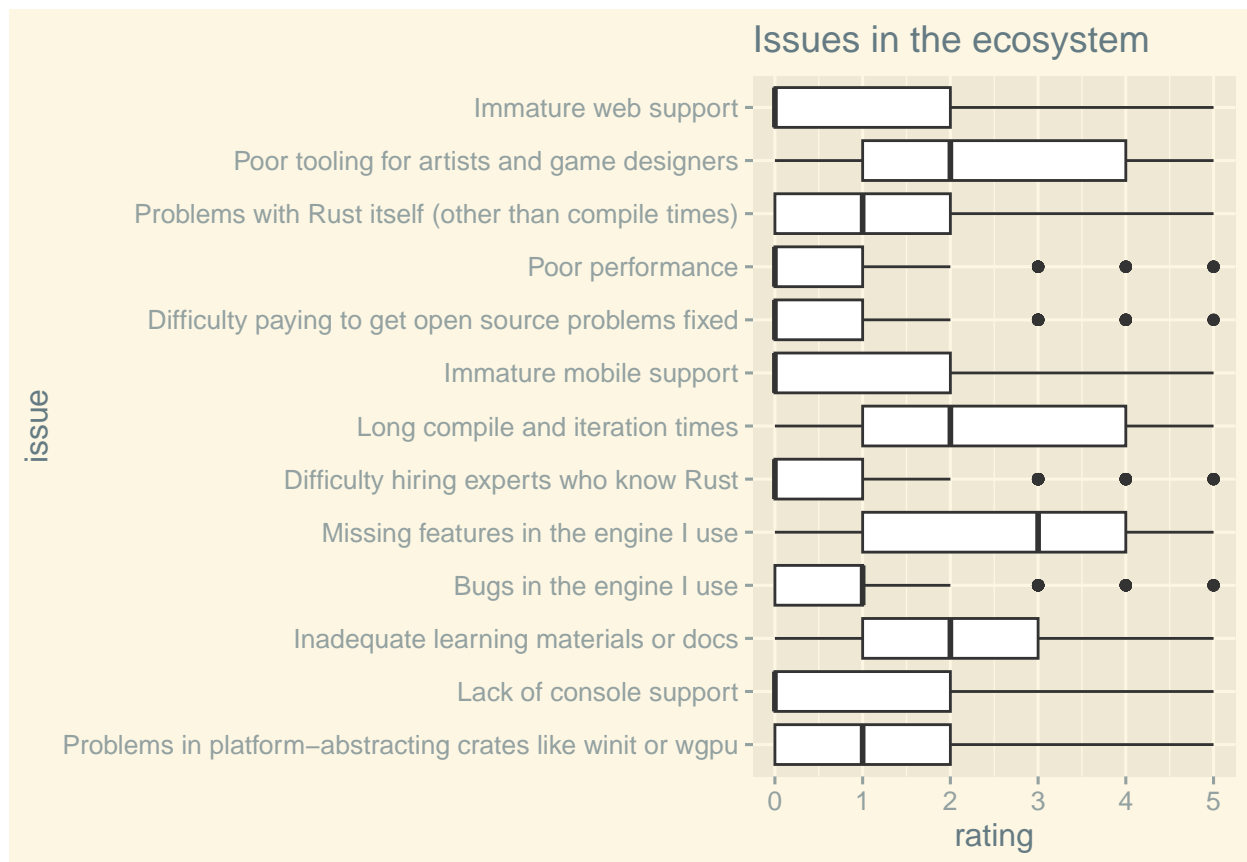 Issues in the ecosystem
Immature web support
Poor tooling for artists and game designers
Problems with Rust itself (other than compile times)
Poor performance
Difficulty paying to get open source problems fixed
Immature mobile support
issue
Long compile and iteration times
Difficulty hiring experts who know Rust
Missing features in the engine I use
Bugs in the engine I use
Inadequate learning materials or docs
Lack of console support
Problems in platform−abstracting crates like winit or wgpu
0 1 2 3 4 5
rating